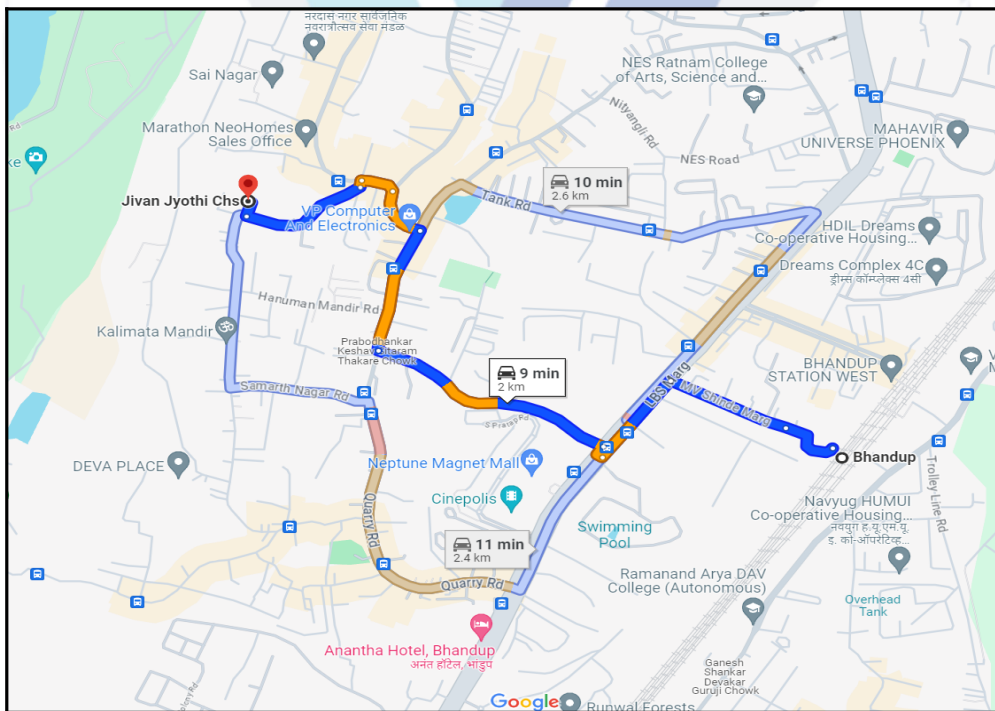 नरदास नगर सार्वजनिक
नवरात्रौत्सव सेवा मंडळ
Sai Nagar
NES Ratnam College
of Arts, Science and...
Marathon NeoHomes
Sales Office
Nityangli Rd
MAHAVIR
UNIVERSE PHOENIX
NES Road
ke
Rd
Jivan Jyothi Chs
10 min
2.6 km
Tank Rd
VP Computer
And Electronics
HDIL Dreams
Co-operative Housing...
Dreams Complex 4C
ड्रीम्स कॉम्प्लेक्स 4सी
Hanuman Mandir Rd
Kalimata Mandir
Prabodhankar
Keshav Sitaram
Thakare Chowk
9 min
2 km
LBS Marg
BHANDUP
STATION WEST
V
M
Samarth Nagar Rd
MV Shinde Marg
S Pratap Rd
Bhandup
DEVA PLACE
Neptune Magnet Mall
Trolley Line Rd
Cinepolis
Quarry Rd
Navyug HUMUI
Co-operative Housing...
नवयुग ह.यू.एम.यू.
इ. को-ऑपरेटिव्ह...
Swimming
Pool
11 min
2.4 km
Quarry Rd
Ramanand Arya DAV
College (Autonomous)
Overhead
Tank
Anantha Hotel, Bhandup
अनंत हॉटेल, भांडुप
Ganesh
Shankar
Devakar
Guruji Chowk
olony Rd
Google
Runwal Forests